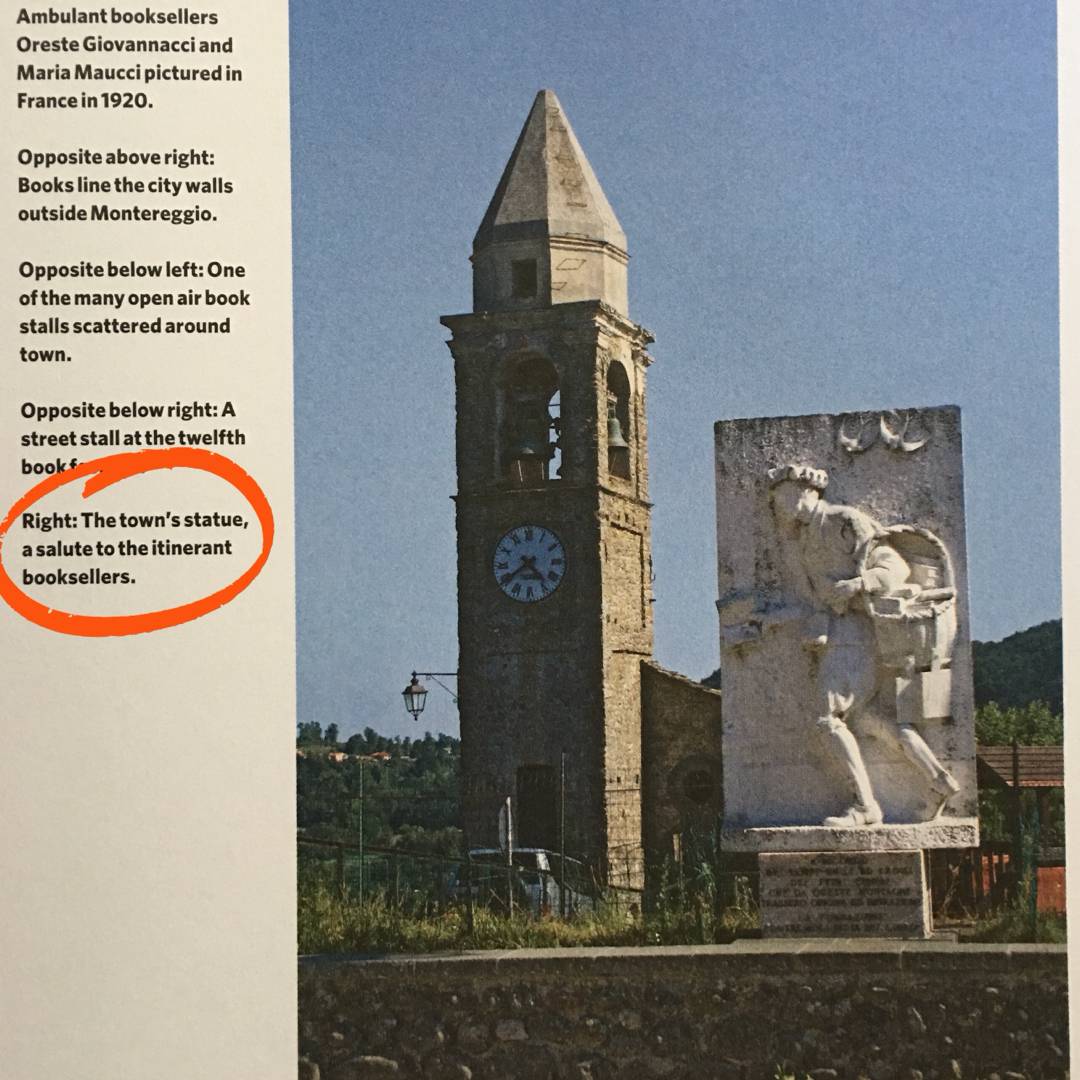 Ambulant booksellers
Oreste Giovannacci and
Maria Maucci pictured in
France in 1920.
Opposite above right:
Books line the city walls
outside Montereggio.
Opposite below left: One
of the many open air book
stalls scattered around
town.
Opposite below right: A
street stall at the twelfth
book
Right: The town's statue,
a salute to the itinerant
booksellers.